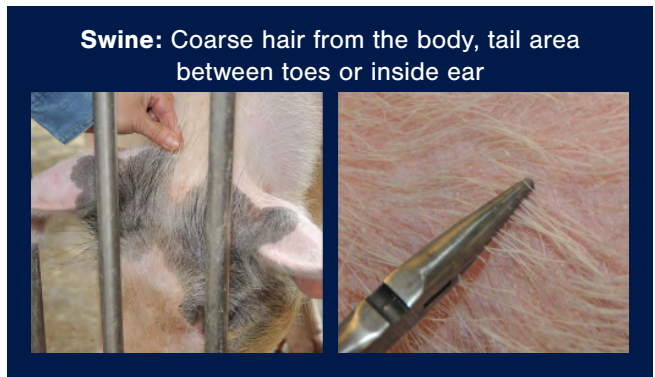 Swine: Coarse hair from the body, tail area
between toes or inside ear